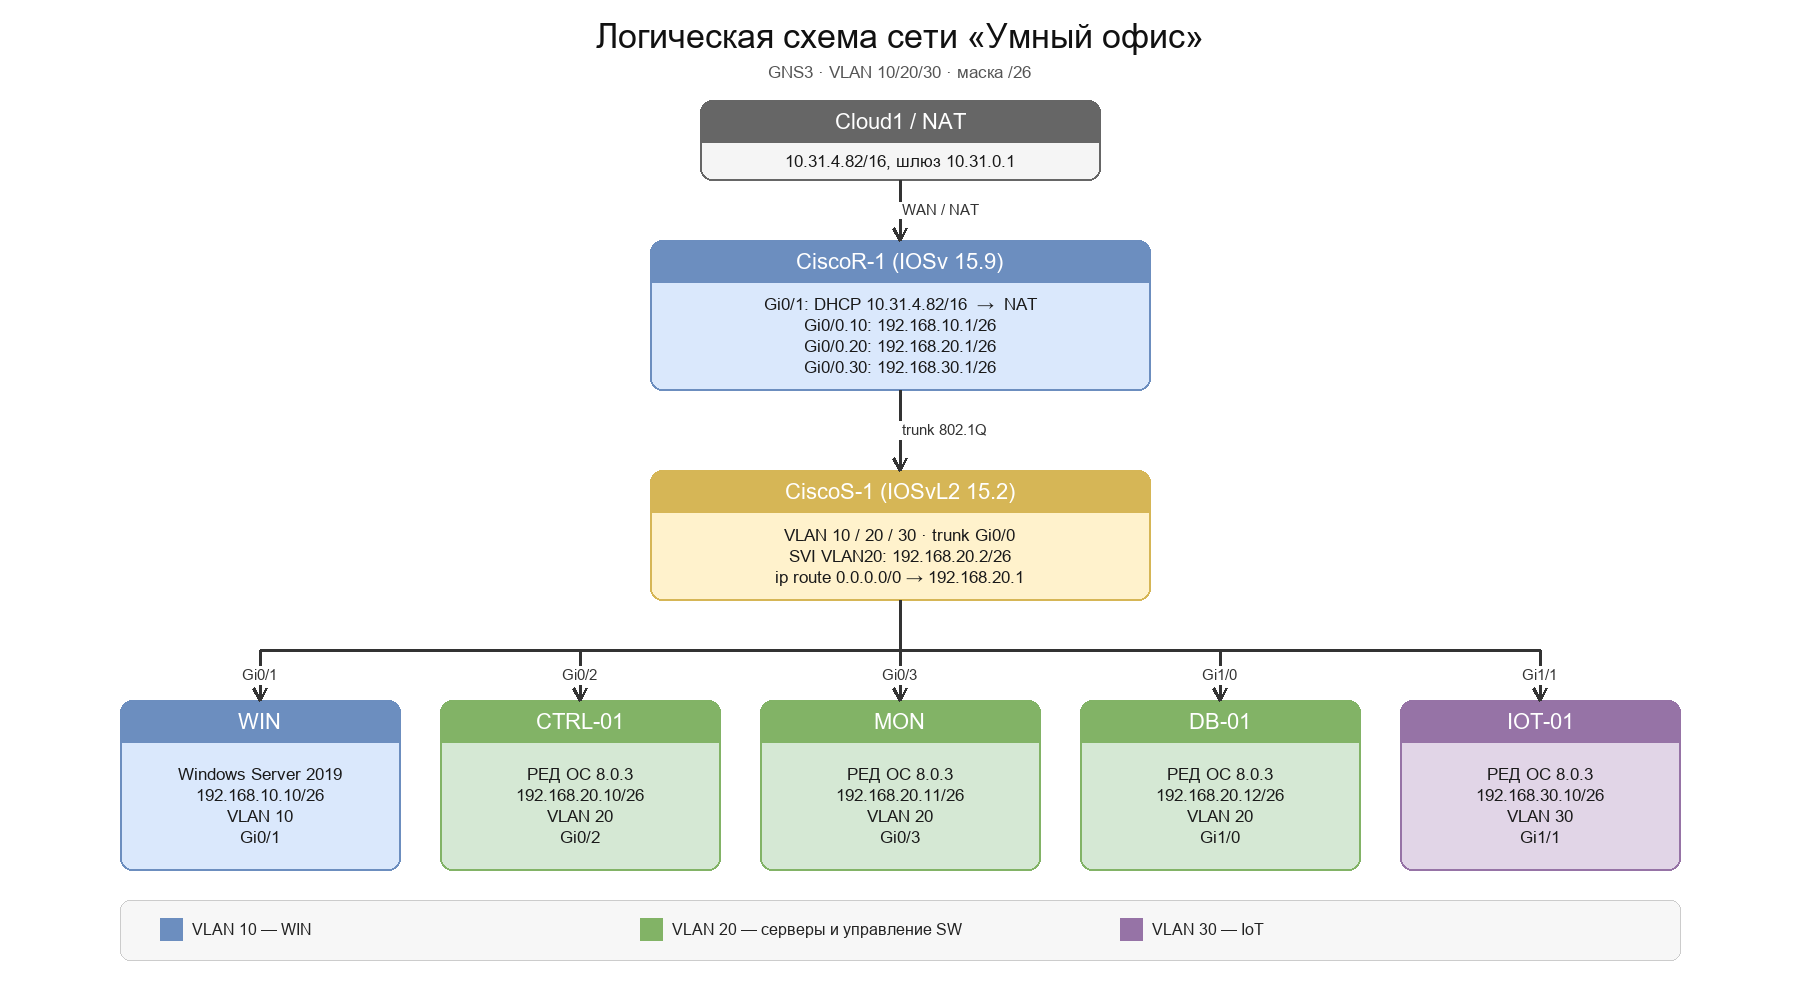 Логическая схема сети «Умный офис»
GNS3 · VLAN 10/20/30 · маска /26
Cloud1 / NAT
10.31.4.82/16, шлюз 10.31.0.1
WAN / NAT
CiscoR-1 (IOSv 15.9)
Gi0/1: DHCP 10.31.4.82/16 → NAT
Gi0/0.10: 192.168.10.1/26
Gi0/0.20: 192.168.20.1/26
Gi0/0.30: 192.168.30.1/26
trunk 802.1Q
CiscoS-1 (IOSvL2 15.2)
VLAN 10 / 20 / 30 · trunk Gi0/0
SVI VLAN20: 192.168.20.2/26
ip route 0.0.0.0/0 → 192.168.20.1
Gi0/1
Gi0/2
Gi0/3
Gi1/0
Gi1/1
WIN
Windows Server 2019
192.168.10.10/26
VLAN 10
Gi0/1
CTRL-01
РЕД ОС 8.0.3
192.168.20.10/26
VLAN 20
Gi0/2
MON
РЕД ОС 8.0.3
192.168.20.11/26
VLAN 20
Gi0/3
DB-01
РЕД ОС 8.0.3
192.168.20.12/26
VLAN 20
Gi1/0
IOT-01
РЕД ОС 8.0.3
192.168.30.10/26
VLAN 30
Gi1/1
VLAN 10 — WIN
VLAN 20 — серверы и управление SW
VLAN 30 — IoT